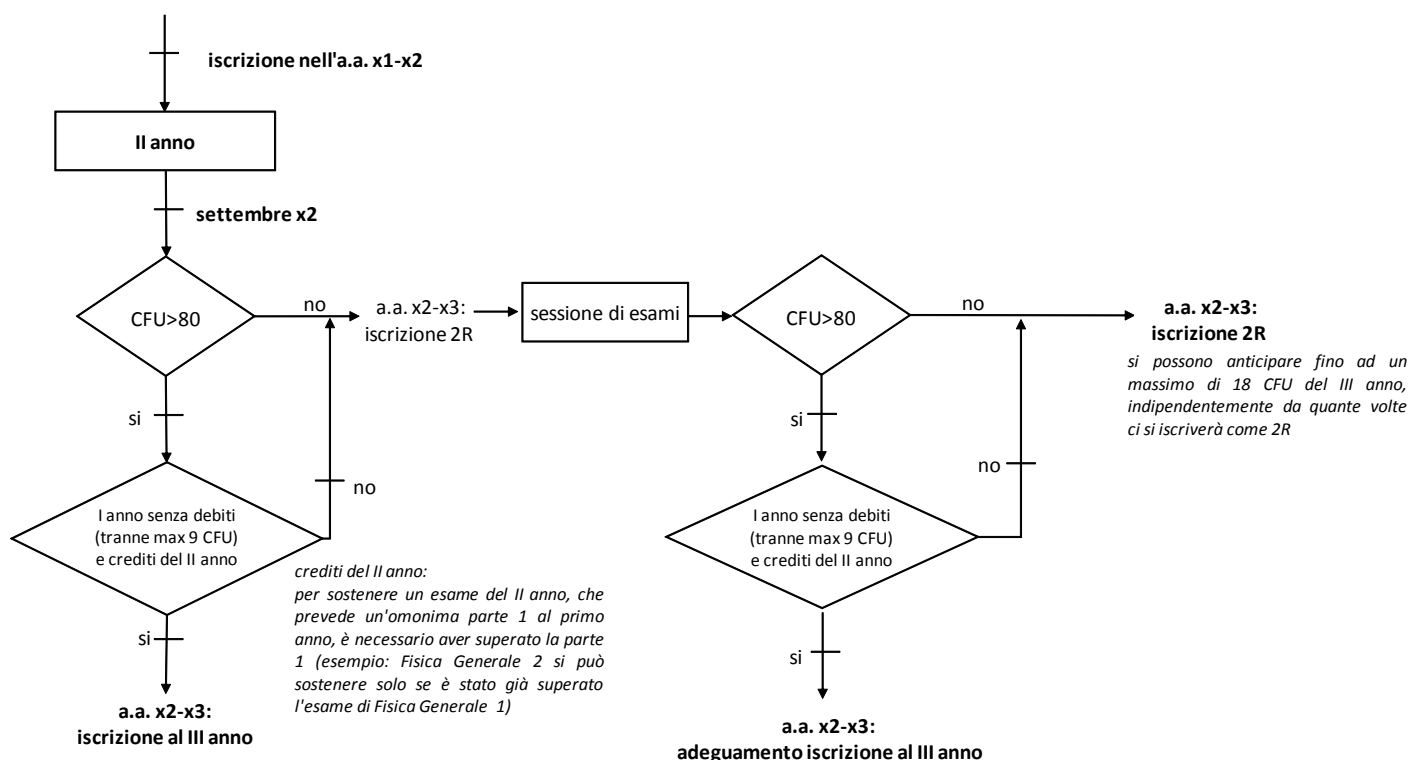 iscrizione nell'a.a. x1-x2
II anno
settembre x2
CFU>80
no
a.a. x2-x3:
iscrizione 2R
sessione di esami
CFU>80
no
a.a. x2-x3:
iscrizione 2R
si possono anticipare fino ad un
massimo di 18 CFU del III anno,
indipendentemente da quante volte
ci si iscriverà come 2R
si
si
no
no
I anno senza debiti
(tranne max 9 CFU)
e crediti del II anno
I anno senza debiti
(tranne max 9 CFU)
e crediti del II anno
crediti del II anno:
per sostenere un esame del II anno, che
prevede un'omonima parte 1 al primo
anno, è necessario aver superato la parte
1 (esempio: Fisica Generale 2 si può
sostenere solo se è stato già superato
l'esame di Fisica Generale 1)
si
si
a.a. x2-x3:
iscrizione al III anno
a.a. x2-x3:
adeguamento iscrizione al III anno